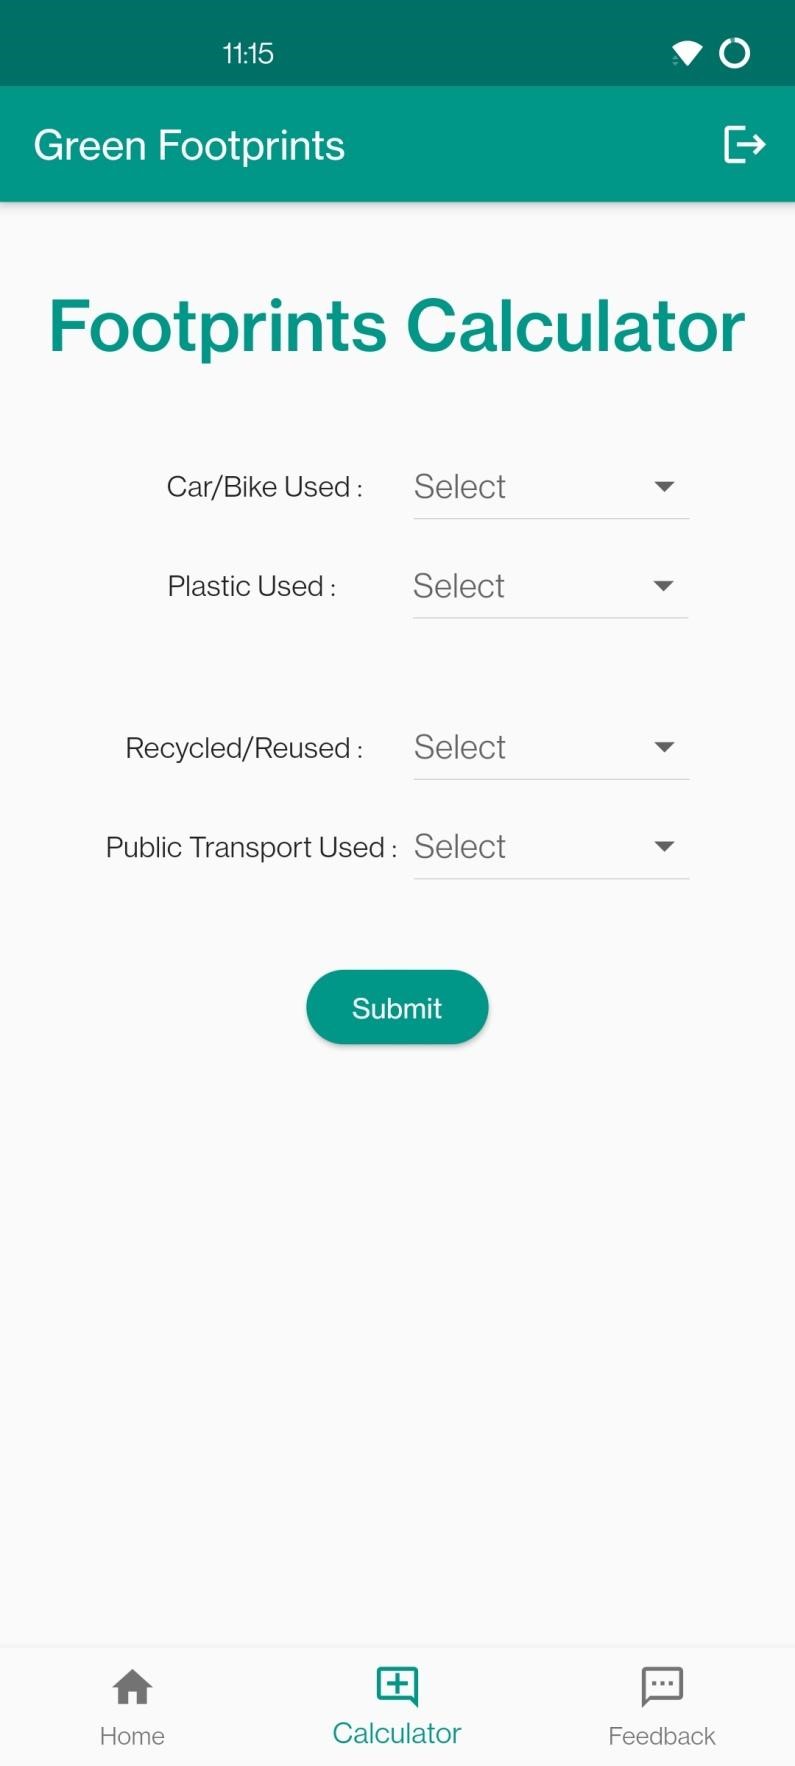 11:15
Green Footprints
Footprints Calculator
Car/Bike Used : Select
Plastic Used : Select
Recycled/Reused : Select
Public Transport Used : Select
Submit
Home Calculator Feedback